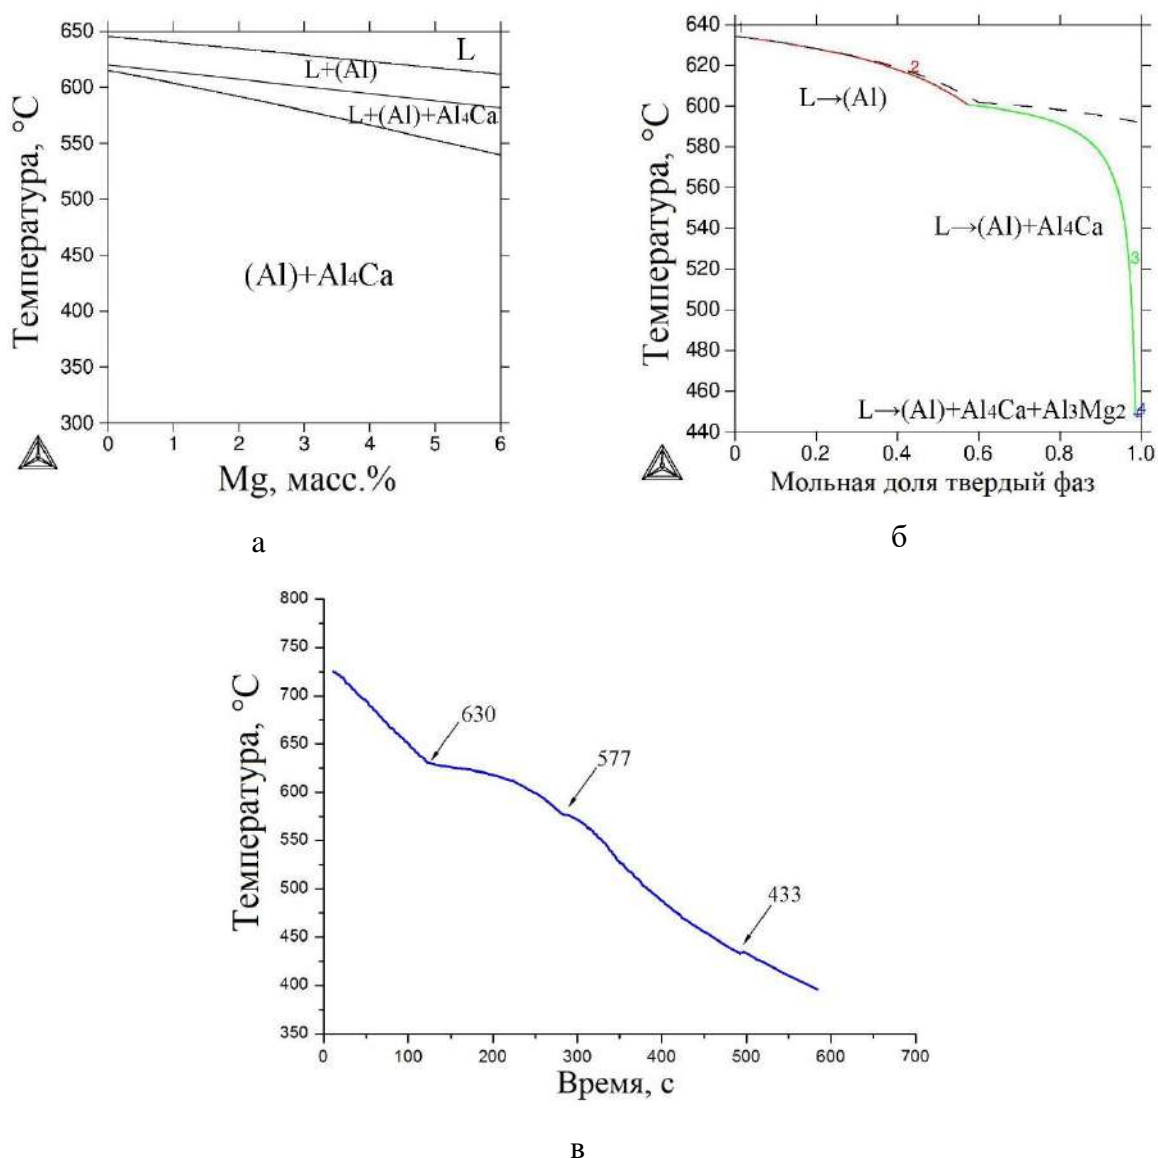 650
600
550
500
450
400
350
300
0 1 2 3 4 5 6
Температура, °C
Mg, масс.%
L
L+(Al)
L+(Al)+Al4Ca
(Al)+Al4Ca
а
640
620
600
580
560
540
520
500
480
460
440
0 0.2 0.4 0.6 0.8 1.0
Температура, °C
Мольная доля твердый фаз
1
2
L→(Al)
L→(Al)+Al4Ca
3
L→(Al)+Al4Ca+Al3Mg2
4
б
800
750
700
650
600
550
500
450
400
350
0 100 200 300 400 500 600 700
Температура, °C
Время, с
630
577
433
в